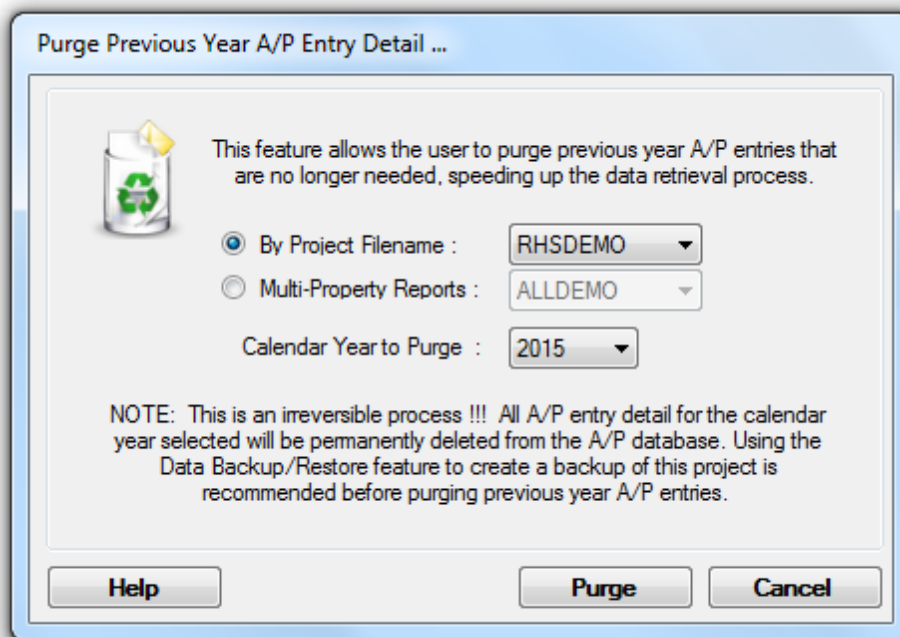 Purge Previous Year A/P Entry Detail ...
This feature allows the user to purge previous year A/P entries that
are no longer needed, speeding up the data retrieval process.
By Project Filename : RHSDEMO
Multi-Property Reports : ALLDEMO
Calendar Year to Purge : 2015
NOTE: This is an irreversible process !!! All A/P entry detail for the calendar
year selected will be permanently deleted from the A/P database. Using the
Data Backup/Restore feature to create a backup of this project is
recommended before purging previous year A/P entries.
Help Purge Cancel